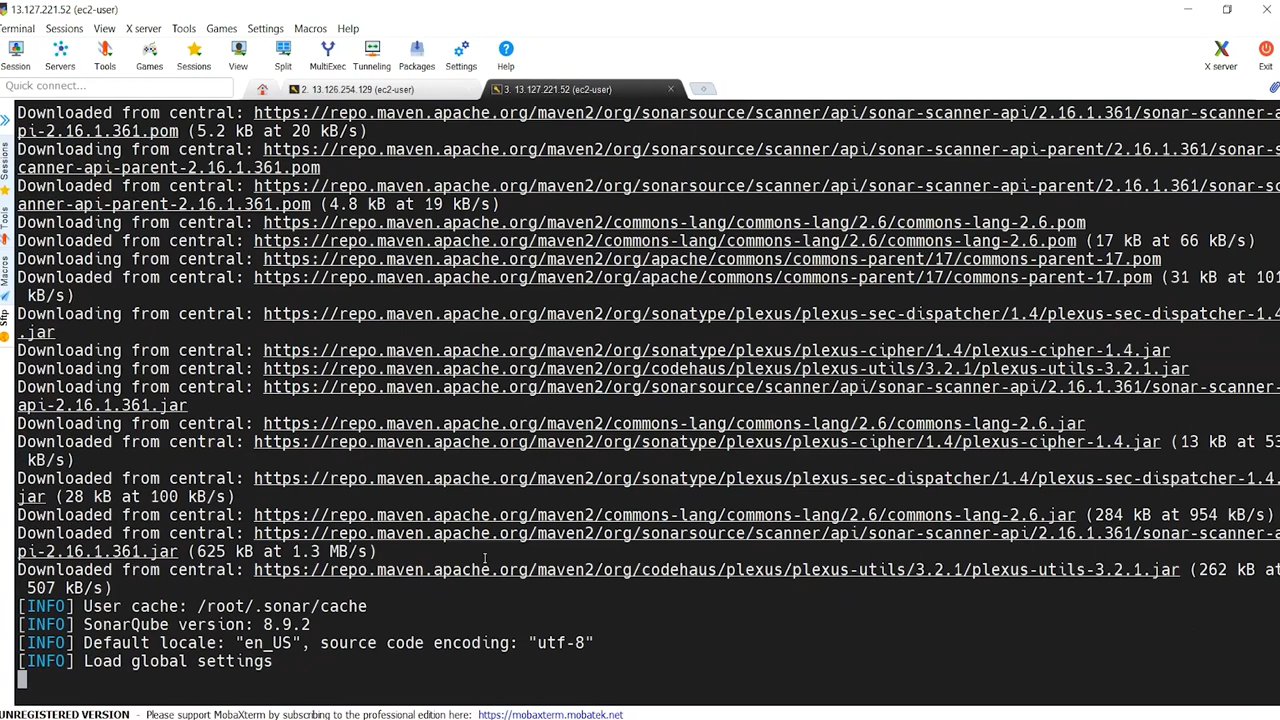 13.127.221.52 (ec2-user)
Terminal Sessions View X server Tools Games Settings Macros Help
Session Servers Tools Games Sessions View Split MultiExec Tunneling Packages Settings Help X server Exit
Quick connect...
2. 13.126.254.129 (ec2-user)
3. 13.127.221.52 (ec2-user)
Sessions
Tools
Macros
Sftp
Downloaded from central: https://repo.maven.apache.org/maven2/org/sonarsource/scanner/api/sonar-scanner-api/2.16.1.361/sonar-scanner-a
pi-2.16.1.361.pom (5.2 kB at 20 kB/s)
Downloading from central: https://repo.maven.apache.org/maven2/org/sonarsource/scanner/api/sonar-scanner-api-parent/2.16.1.361/sonar-s
canner-api-parent-2.16.1.361.pom
Downloaded from central: https://repo.maven.apache.org/maven2/org/sonarsource/scanner/api/sonar-scanner-api-parent/2.16.1.361/sonar-sc
anner-api-parent-2.16.1.361.pom (4.8 kB at 19 kB/s)
Downloading from central: https://repo.maven.apache.org/maven2/commons-lang/commons-lang/2.6/commons-lang-2.6.pom
Downloaded from central: https://repo.maven.apache.org/maven2/commons-lang/commons-lang/2.6/commons-lang-2.6.pom (17 kB at 66 kB/s)
Downloading from central: https://repo.maven.apache.org/maven2/org/apache/commons/commons-parent/17/commons-parent-17.pom
Downloaded from central: https://repo.maven.apache.org/maven2/org/apache/commons/commons-parent/17/commons-parent-17.pom (31 kB at 101
kB/s)
Downloading from central: https://repo.maven.apache.org/maven2/org/sonatype/plexus/plexus-sec-dispatcher/1.4/plexus-sec-dispatcher-1.4
.jar
Downloading from central: https://repo.maven.apache.org/maven2/org/sonatype/plexus/plexus-cipher/1.4/plexus-cipher-1.4.jar
Downloading from central: https://repo.maven.apache.org/maven2/org/codehaus/plexus/plexus-utils/3.2.1/plexus-utils-3.2.1.jar
Downloading from central: https://repo.maven.apache.org/maven2/org/sonarsource/scanner/api/sonar-scanner-api/2.16.1.361/sonar-scanner-
api-2.16.1.361.jar
Downloading from central: https://repo.maven.apache.org/maven2/commons-lang/commons-lang/2.6/commons-lang-2.6.jar
Downloaded from central: https://repo.maven.apache.org/maven2/org/sonatype/plexus/plexus-cipher/1.4/plexus-cipher-1.4.jar (13 kB at 53
kB/s)
Downloaded from central: https://repo.maven.apache.org/maven2/org/sonatype/plexus/plexus-sec-dispatcher/1.4/plexus-sec-dispatcher-1.4.
jar (28 kB at 100 kB/s)
Downloaded from central: https://repo.maven.apache.org/maven2/commons-lang/commons-lang/2.6/commons-lang-2.6.jar (284 kB at 954 kB/s)
Downloaded from central: https://repo.maven.apache.org/maven2/org/sonarsource/scanner/api/sonar-scanner-api/2.16.1.361/sonar-scanner-a
pi-2.16.1.361.jar (625 kB at 1.3 MB/s)
Downloaded from central: https://repo.maven.apache.org/maven2/org/codehaus/plexus/plexus-utils/3.2.1/plexus-utils-3.2.1.jar (262 kB at
507 kB/s)
[INFO] User cache: /root/.sonar/cache
[INFO] SonarQube version: 8.9.2
[INFO] Default locale: "en_US", source code encoding: "utf-8"
[INFO] Load global settings
UNREGISTERED VERSION - Please support MobaXterm by subscribing to the professional edition here: https://mobaxterm.mobatek.net